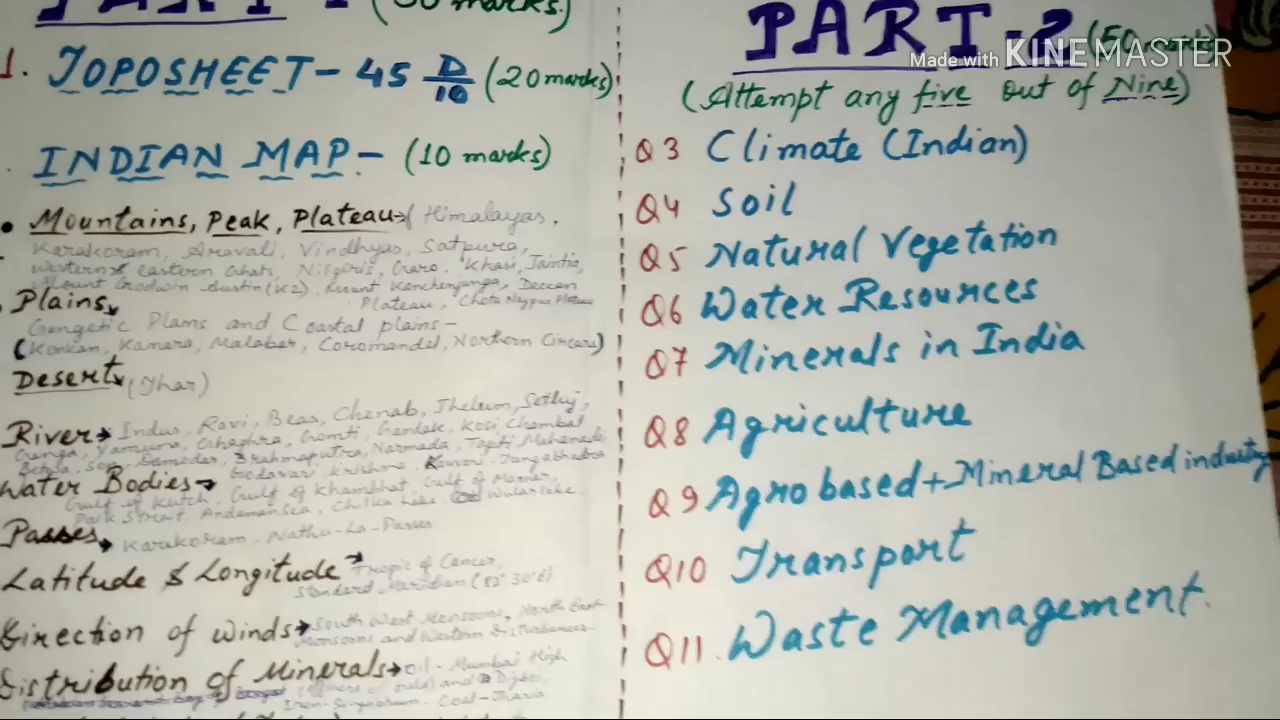 PART-1 (50 marks)
1. TOPOSHEET - 45 D/10 (20 marks)
INDIAN MAP - (10 marks)
• Mountains, Peak, Plateau → (Himalayas,
Karakoram, Aravali, Vindhyas, Satpura,
Western & eastern Ghats, Nilgiris, Garo, Khasi, Jaintia,
Mount Godwin Austin (K2), Mount Kanchenjunga, Deccan
Plateau, Chota Nagpur Plateau
Plains
Gangetic Plains and Coastal plains -
(Konkan, Kanara, Malabar, Coromandel, Northern Circars)
Desert (Thar)
River → Indus, Ravi, Beas, Chenab, Jhelum, Satluj,
Ganga, Yamuna, Ghaghra, Gomti, Gandak, Kosi, Chambal
Betwa, Son, Damodar, Brahmaputra, Narmada, Tapti, Mahanadi
Godavari, Krishna, Kaveri, Tungabhadra
Water Bodies →
Gulf of Kutch, Gulf of Khambhat, Gulf of Mannar,
Palk Strait, Andaman Sea, Chilka Lake Wular lake
Passes → Karakoram, Nathu-La-Passes
Latitude & Longitude → Tropic of Cancer,
Standard Meridian (82° 30'E)
Direction of winds → South West Monsoons, North East
Monsoons and Western Disturbances
Distribution of Minerals → oil - Mumbai High
and Digboi,
Iron-Singhbhum, Coal-Jharia
PART-2 (50 marks)
Made with KINEMASTER
(Attempt any five out of Nine)
Q3 Climate (Indian)
Q4 Soil
Q5 Natural Vegetation
Q6 Water Resources
Q7 Minerals in India
Q8 Agriculture
Q9 Agro based + Mineral Based industry
Q10 Transport
Q11. Waste Management.